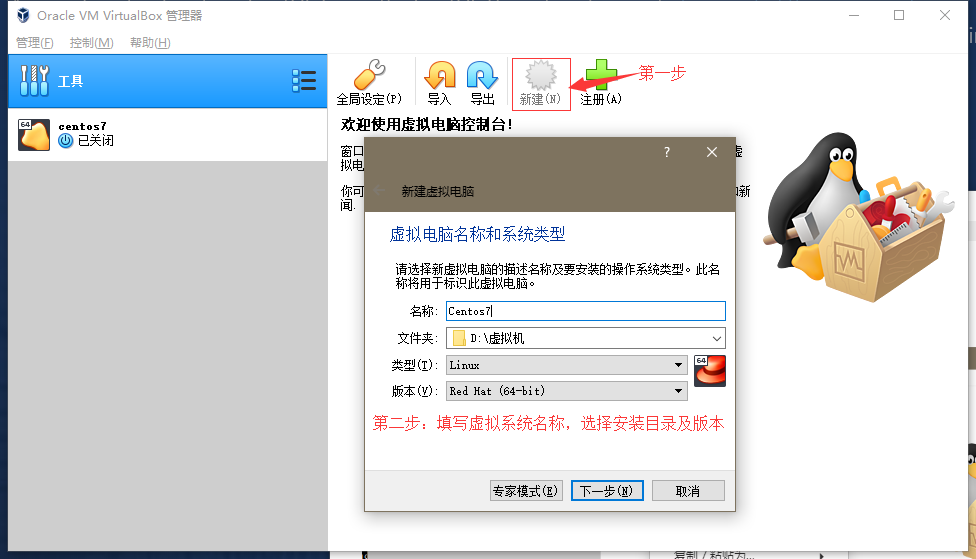 Oracle VM VirtualBox 管理器
管理(F) 控制(M) 帮助(H)
工具
全局设定(P) 导入 导出 新建(N) 注册(A)
第一步
64 centos7
已关闭
欢迎使用虚拟电脑控制台!
窗口
虚
拟电
你可
和新
闻.
?
新建虚拟电脑
虚拟电脑名称和系统类型
请选择新虚拟电脑的描述名称及要安装的操作系统类型。此名
称将用于标识此虚拟电脑。
名称: Centos7
文件夹: D:\虚拟机
类型(T): Linux
64
版本(V): Red Hat (64-bit)
第二步：填写虚拟系统名称，选择安装目录及版本
专家模式(E) 下一步(N) 取消